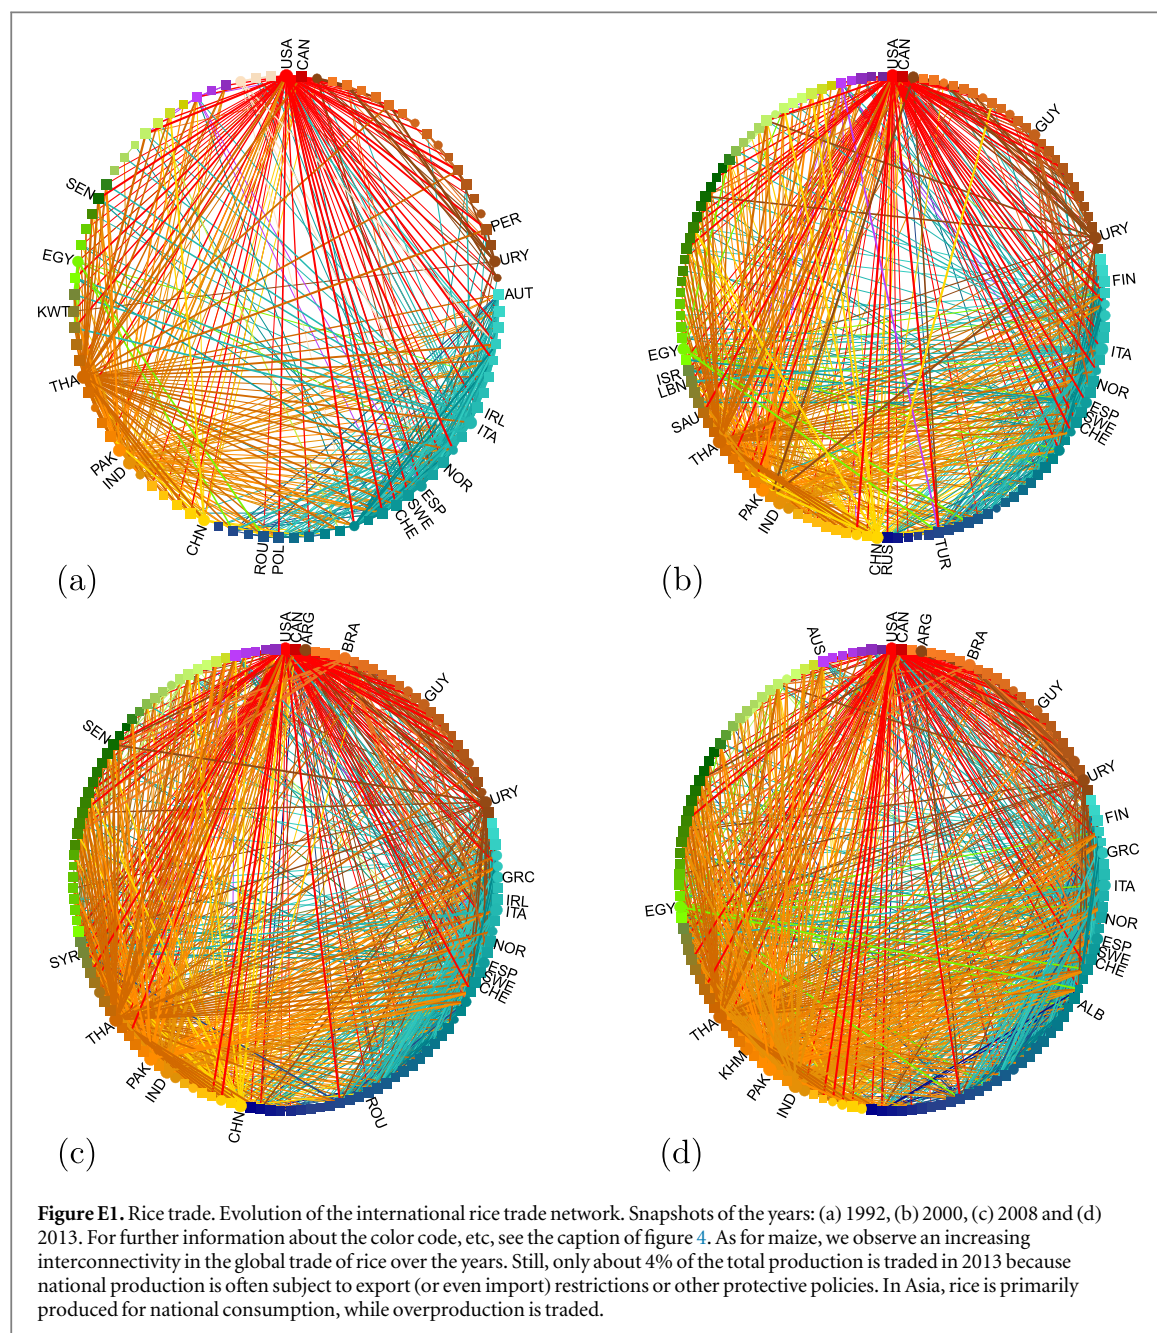 USA
CAN
SEN
PER
EGY
URY
AUT
KWT
THA
IRL
ITA
PAK
IND
NOR
ESP
SWE
CHE
CHN
ROU
POL
(a)
USA
CAN
GUY
URY
FIN
EGY
ITA
ISR
LBN
NOR
SAU
ESP
SWE
CHE
THA
PAK
IND
CHN
RUS
TUR
(b)
USA
CAN
ARG
BRA
GUY
SEN
URY
GRC
IRL
ITA
NOR
SYR
ESP
SWE
CHE
THA
PAK
IND
CHN
ROU
(c)
AUS
USA
CAN
ARG
BRA
GUY
URY
FIN
GRC
ITA
EGY
NOR
ESP
SWE
CHE
ALB
THA
KHM
PAK
IND
(d)
Figure E1. Rice trade. Evolution of the international rice trade network. Snapshots of the years: (a) 1992, (b) 2000, (c) 2008 and (d)
2013. For further information about the color code, etc, see the caption of figure 4. As for maize, we observe an increasing
interconnectivity in the global trade of rice over the years. Still, only about 4% of the total production is traded in 2013 because
national production is often subject to export (or even import) restrictions or other protective policies. In Asia, rice is primarily
produced for national consumption, while overproduction is traded.